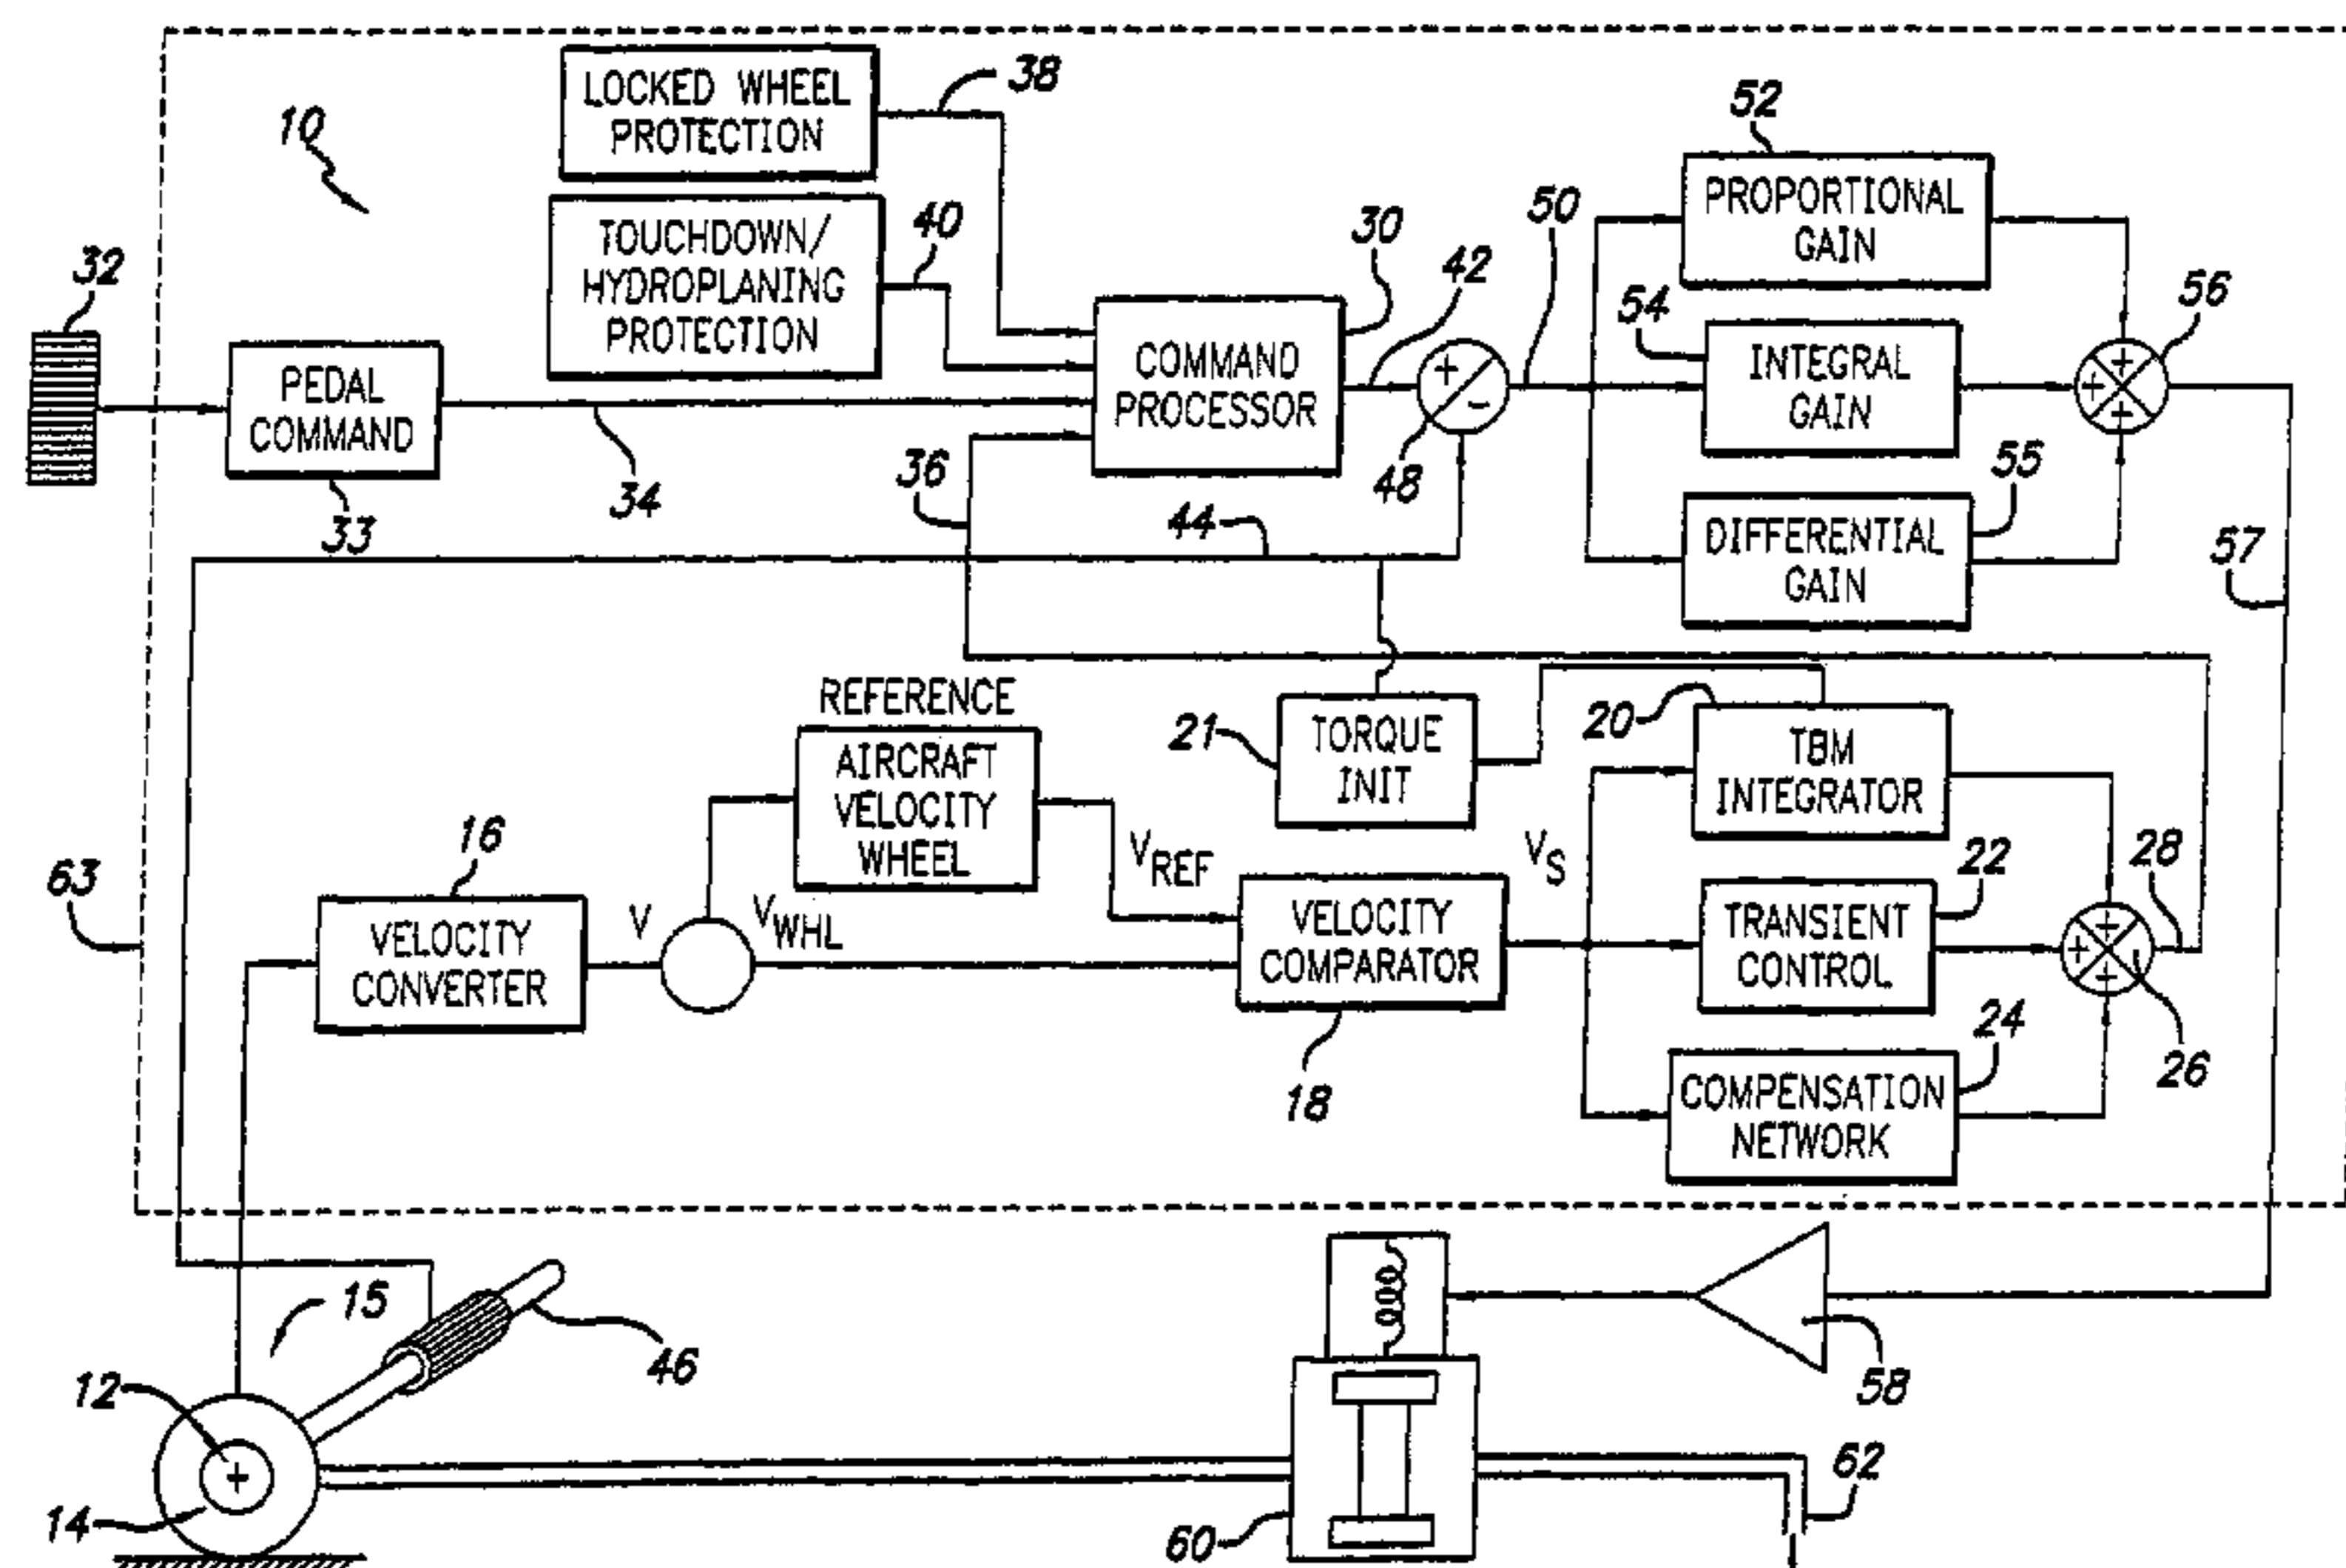 10
LOCKED WHEEL
PROTECTION
38
TOUCHDOWN/
HYDROPLANING
PROTECTION
40
32
PEDAL
COMMAND
33
34
36
COMMAND
PROCESSOR
30
42
+
-
48
44
50
52
PROPORTIONAL
GAIN
54
INTEGRAL
GAIN
55
DIFFERENTIAL
GAIN
+
+
+
56
57
REFERENCE
AIRCRAFT
VELOCITY
WHEEL
21
TORQUE
INIT
20
TBM
INTEGRATOR
63
16
VELOCITY
CONVERTER
V
VWHL
VREF
VELOCITY
COMPARATOR
18
VS
22
TRANSIENT
CONTROL
24
COMPENSATION
NETWORK
+
+
+
28
26
15
46
12
+
14
58
60
62